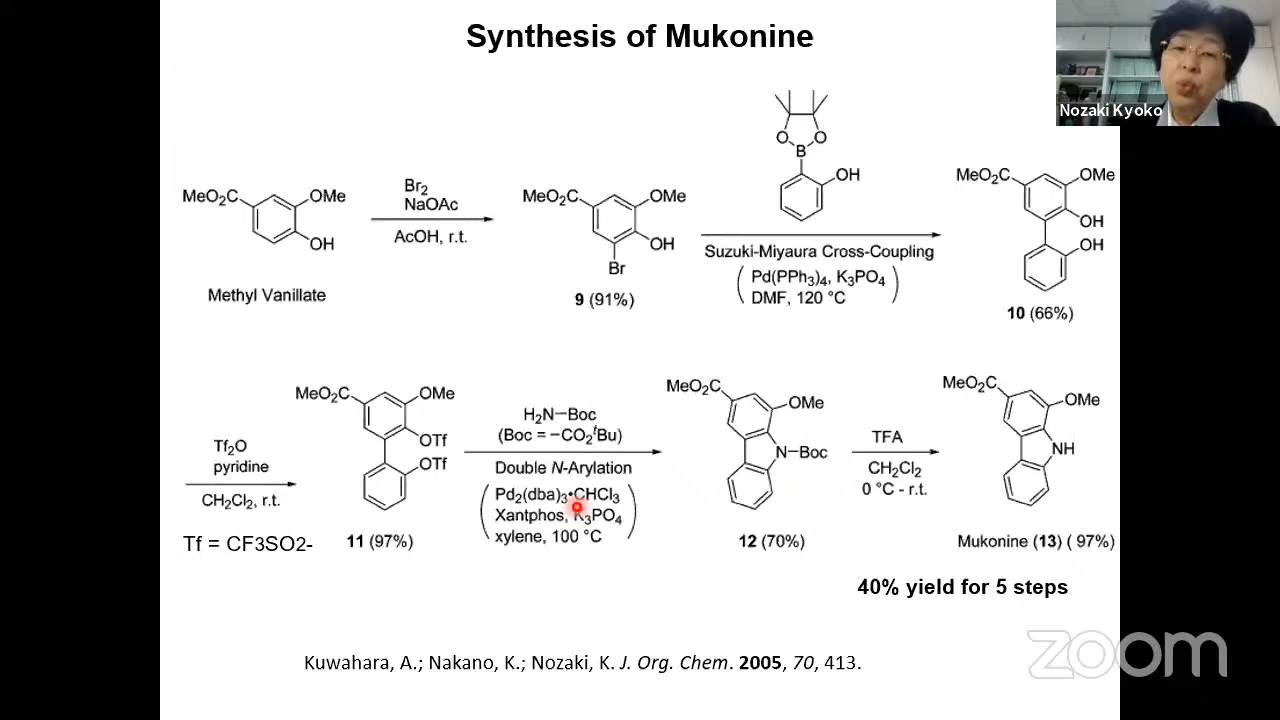 Synthesis of Mukonine
Nozaki Kyoko
MeO₂C
OMe
OH
Methyl Vanillate
Br₂
NaOAc
AcOH, r.t.
MeO₂C
OMe
OH
Br
9 (91%)
O
O
B
OH
Suzuki-Miyaura Cross-Coupling
Pd(PPh₃)₄, K₃PO₄
DMF, 120 °C
MeO₂C
OMe
OH
OH
10 (66%)
Tf₂O
pyridine
CH₂Cl₂, r.t.
Tf = CF3SO2-
MeO₂C
OMe
OTf
OTf
11 (97%)
H₂N−Boc
(Boc = −CO₂ᵗBu)
Double N-Arylation
Pd₂(dba)₃•CHCl₃
Xantphos, K₃PO₄
xylene, 100 °C
MeO₂C
OMe
N−Boc
12 (70%)
TFA
CH₂Cl₂
0 °C - r.t.
MeO₂C
OMe
NH
Mukonine (13) ( 97%)
40% yield for 5 steps
Kuwahara, A.; Nakano, K.; Nozaki, K. J. Org. Chem. 2005, 70, 413.
zoom